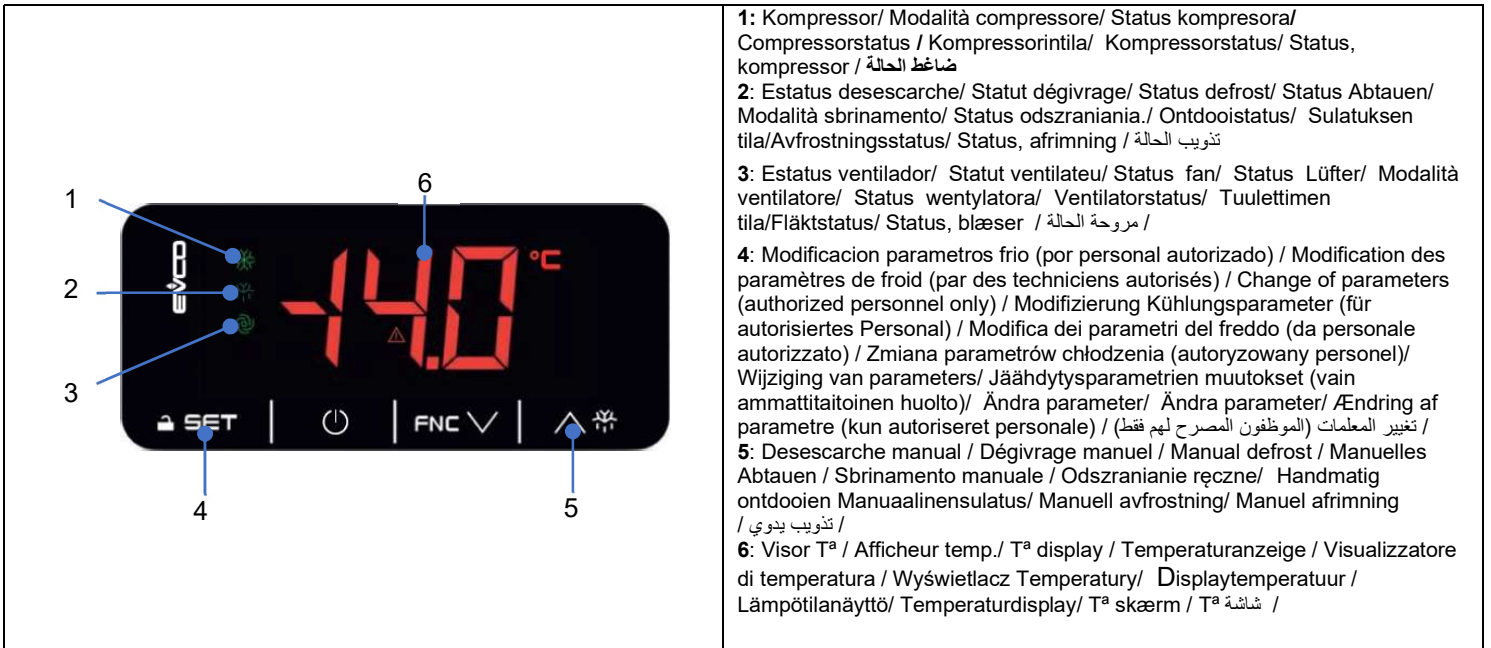 1
2
3
6
EVCO
-14.0
°C
SET
FNC
4
5
1: Kompressor/ Modalità compressore/ Status kompresora/
Compressorstatus / Kompressorintila/ Kompressorstatus/ Status,
kompressor / ضاغط الحالة
2: Estatus desescarche/ Statut dégivrage/ Status defrost/ Status Abtauen/
Modalità sbrinamento/ Status odszraniania./ Ontdooistatus/ Sulatuksen
tila/Avfrostningsstatus/ Status, afrimning / تذويب الحالة
3: Estatus ventilador/ Statut ventilateu/ Status fan/ Status Lüfter/ Modalità
ventilatore/ Status wentylatora/ Ventilatorstatus/ Tuulettimen
tila/Fläktstatus/ Status, blæser / مروحة الحالة /
4: Modificacion parametros frio (por personal autorizado) / Modification des
paramètres de froid (par des techniciens autorisés) / Change of parameters
(authorized personnel only) / Modifizierung Kühlungsparameter (für
autorisiertes Personal) / Modifica dei parametri del freddo (da personale
autorizzato) / Zmiana parametrów chłodzenia (autoryzowany personel)/
Wijziging van parameters/ Jäähdytysparametrien muutokset (vain
ammattitaitoinen huolto)/ Ändra parameter/ Ändra parameter/ Ændring af
parametre (kun autoriseret personale) / تغيير المعلمات (الموظفون المصرح لهم فقط) /
5: Desescarche manual / Dégivrage manuel / Manual defrost / Manuelles
Abtauen / Sbrinamento manuale / Odszranianie ręczne/ Handmatig
ontdooien Manuaalinensulatus/ Manuell avfrostning/ Manuel afrimning
/ تذويب يدوي /
6: Visor Tª / Afficheur temp./ Tª display / Temperaturanzeige / Visualizzatore
di temperatura / Wyświetlacz Temperatury/ Displaytemperatuur /
Lämpötilanäyttö/ Temperaturdisplay/ Tª skærm / Tª شاشة /